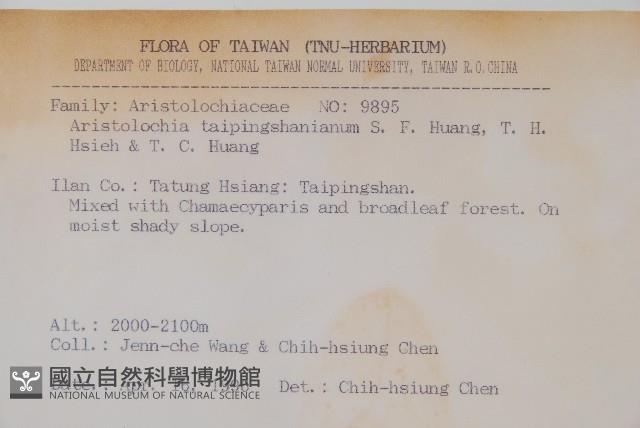 FLORA OF TAIWAN (TNU-HERBARIUM)
DEPARTMENT OF BIOLOGY, NATIONAL TAIWAN NORMAL UNIVERSITY, TAIWAN R.O.CHINA
Family: Aristolochiaceae NO: 9895
Aristolochia taipingshanianum S. F. Huang, T. H.
Hsieh & T. C. Huang
Ilan Co.: Tatung Hsiang: Taipingshan.
Mixed with Chamaecyparis and broadleaf forest. On
moist shady slope.
Alt.: 2000-2100m
Coll.: Jenn-che Wang & Chih-hsiung Chen
Det.: Chih-hsiung Chen
國立自然科學博物館
NATIONAL MUSEUM OF NATURAL SCIENCE